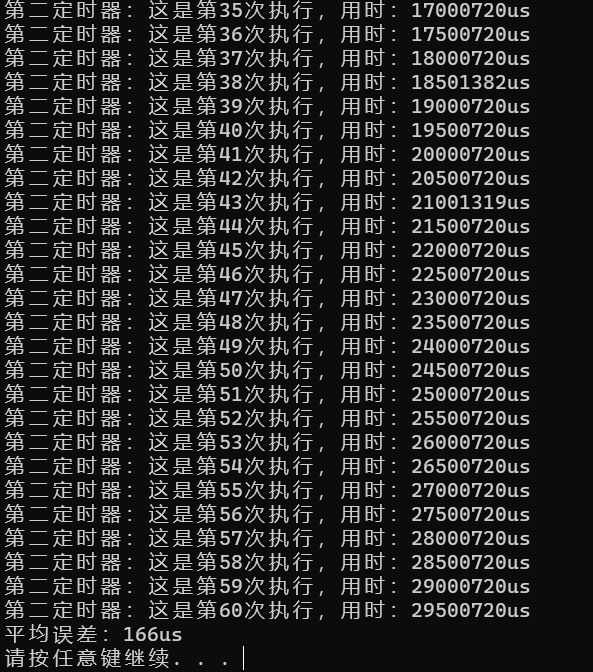 第二定时器: 这是第35次执行, 用时: 17000720us
第二定时器: 这是第36次执行, 用时: 17500720us
第二定时器: 这是第37次执行, 用时: 18000720us
第二定时器: 这是第38次执行, 用时: 18501382us
第二定时器: 这是第39次执行, 用时: 19000720us
第二定时器: 这是第40次执行, 用时: 19500720us
第二定时器: 这是第41次执行, 用时: 20000720us
第二定时器: 这是第42次执行, 用时: 20500720us
第二定时器: 这是第43次执行, 用时: 21001319us
第二定时器: 这是第44次执行, 用时: 21500720us
第二定时器: 这是第45次执行, 用时: 22000720us
第二定时器: 这是第46次执行, 用时: 22500720us
第二定时器: 这是第47次执行, 用时: 23000720us
第二定时器: 这是第48次执行, 用时: 23500720us
第二定时器: 这是第49次执行, 用时: 24000720us
第二定时器: 这是第50次执行, 用时: 24500720us
第二定时器: 这是第51次执行, 用时: 25000720us
第二定时器: 这是第52次执行, 用时: 25500720us
第二定时器: 这是第53次执行, 用时: 26000720us
第二定时器: 这是第54次执行, 用时: 26500720us
第二定时器: 这是第55次执行, 用时: 27000720us
第二定时器: 这是第56次执行, 用时: 27500720us
第二定时器: 这是第57次执行, 用时: 28000720us
第二定时器: 这是第58次执行, 用时: 28500720us
第二定时器: 这是第59次执行, 用时: 29000720us
第二定时器: 这是第60次执行, 用时: 29500720us
平均误差: 166us
请按任意键继续. . .